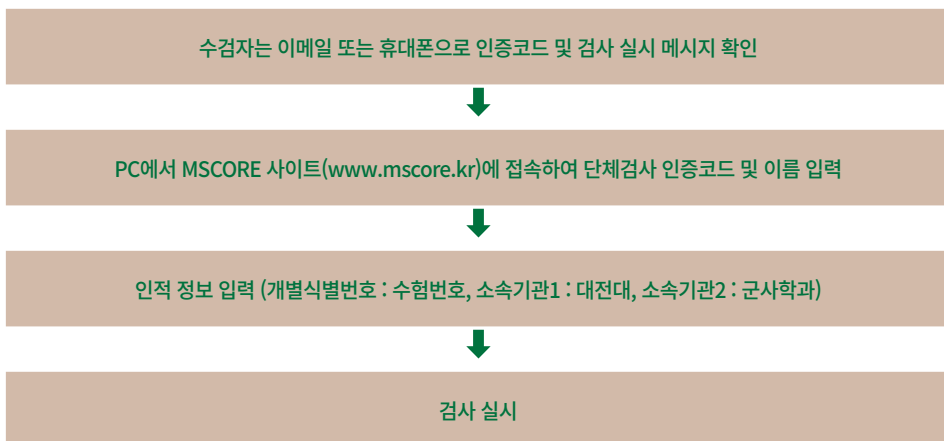 수검자는 이메일 또는 휴대폰으로 인증코드 및 검사 실시 메시지 확인
PC에서 MSCORE 사이트(www.mscore.kr)에 접속하여 단체검사 인증코드 및 이름 입력
인적 정보 입력 (개별식별번호 : 수험번호, 소속기관1 : 대전대, 소속기관2 : 군사학과)
검사 실시